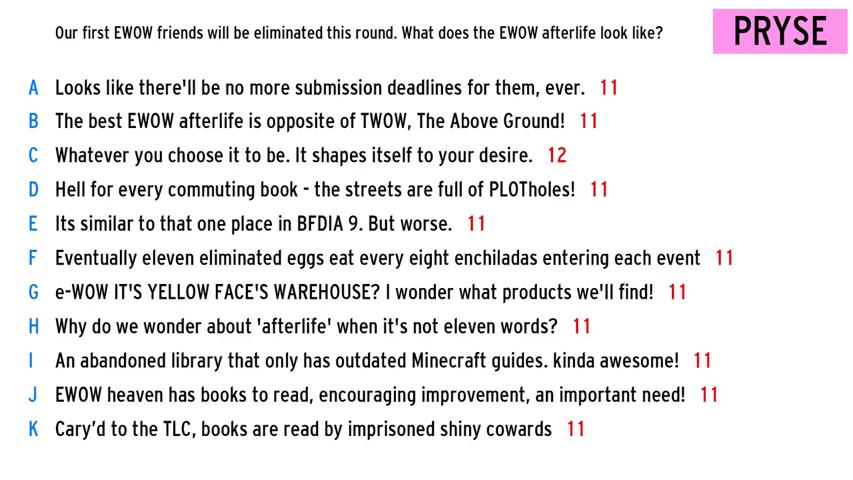 Our first EWOW friends will be eliminated this round. What does the EWOW afterlife look like? PRYSE
A Looks like there'll be no more submission deadlines for them, ever. 11
B The best EWOW afterlife is opposite of TWOW, The Above Ground! 11
C Whatever you choose it to be. It shapes itself to your desire. 12
D Hell for every commuting book - the streets are full of PLOTholes! 11
E Its similar to that one place in BFDIA 9. But worse. 11
F Eventually eleven eliminated eggs eat every eight enchiladas entering each event 11
G e-WOW IT'S YELLOW FACE'S WAREHOUSE? I wonder what products we'll find! 11
H Why do we wonder about 'afterlife' when it's not eleven words? 11
I An abandoned library that only has outdated Minecraft guides. kinda awesome! 11
J EWOW heaven has books to read, encouraging improvement, an important need! 11
K Cary’d to the TLC, books are read by imprisoned shiny cowards 11